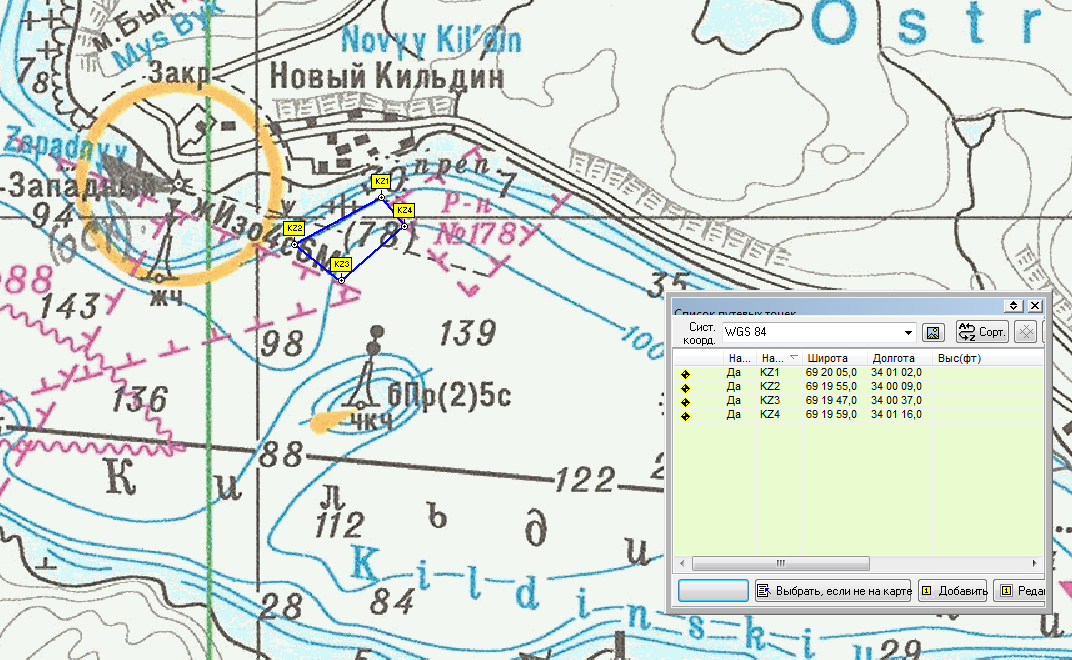 Ostr
м. Бык
Mys Byk
Novyy Kil'din
Закр
Новый Кильдин
78
Zapadnyy
преп
7
KZ1
-Западный
94
KZ4
Р-н
№178
жИзо4с6М
KZ2
(78)
KZ3
88
143
жч
35
98
139
100
136
бПр(2)5с
чкч
88
122
К и л ь д и
112
K i l d i n s k i
28
84
29
Список путевых точек
Сист. коорд.
WGS 84
Сорт.
На... На... Широта Долгота Выс(фт)
Да KZ1 69 20 05,0 34 01 02,0
Да KZ2 69 19 55,0 34 00 09,0
Да KZ3 69 19 47,0 34 00 37,0
Да KZ4 69 19 59,0 34 01 16,0
Выбрать, если не на карте
Добавить
Реда